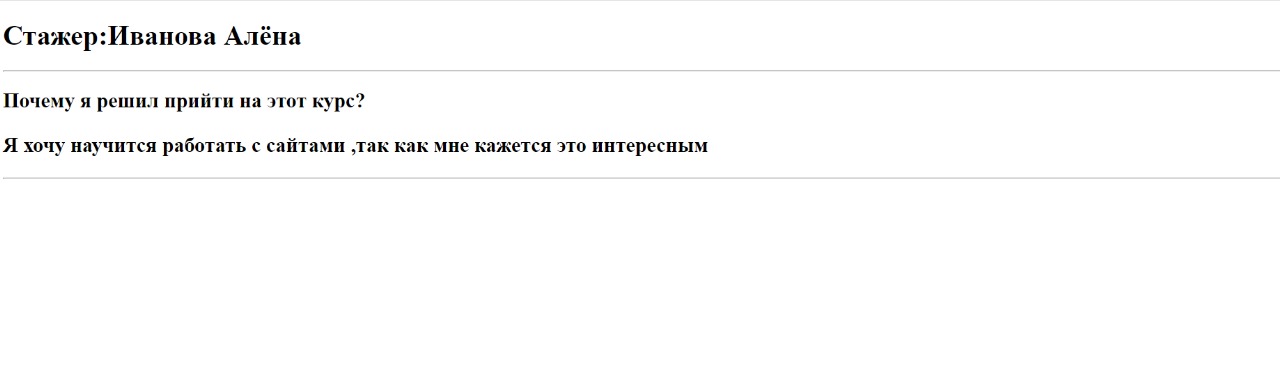 Стажер:Иванова Алёна
Почему я решил прийти на этот курс?
Я хочу научится работать с сайтами ,так как мне кажется это интересным